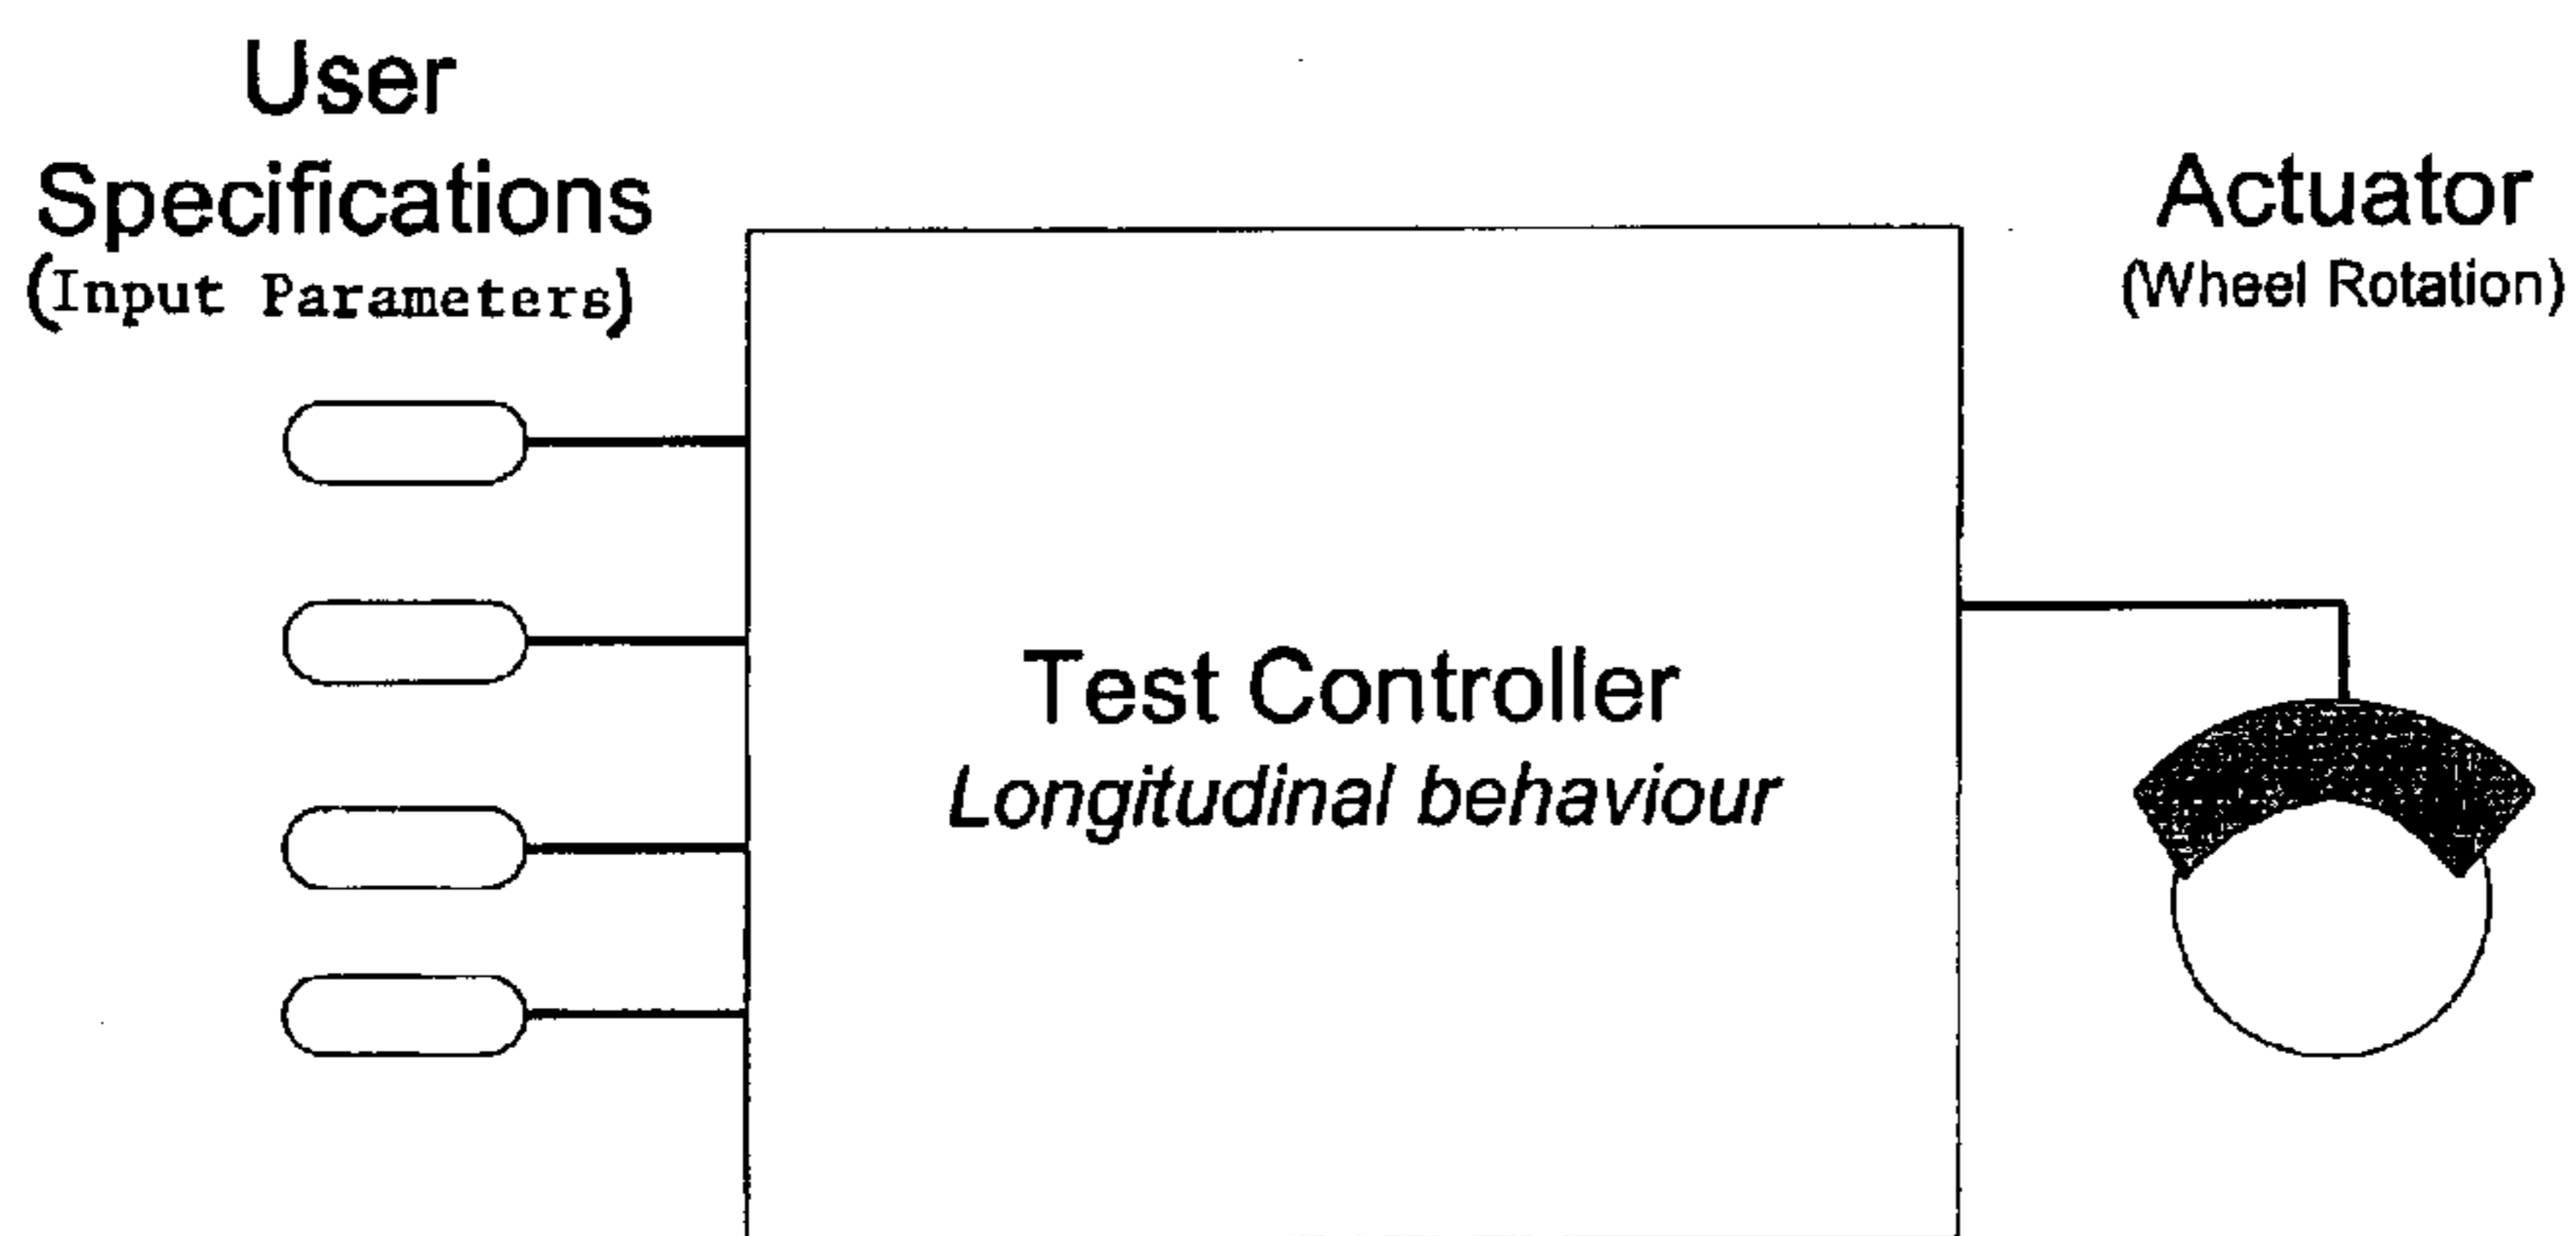 User
Specifications
(Input Parameters)
Actuator
(Wheel Rotation)
Test Controller
Longitudinal behaviour